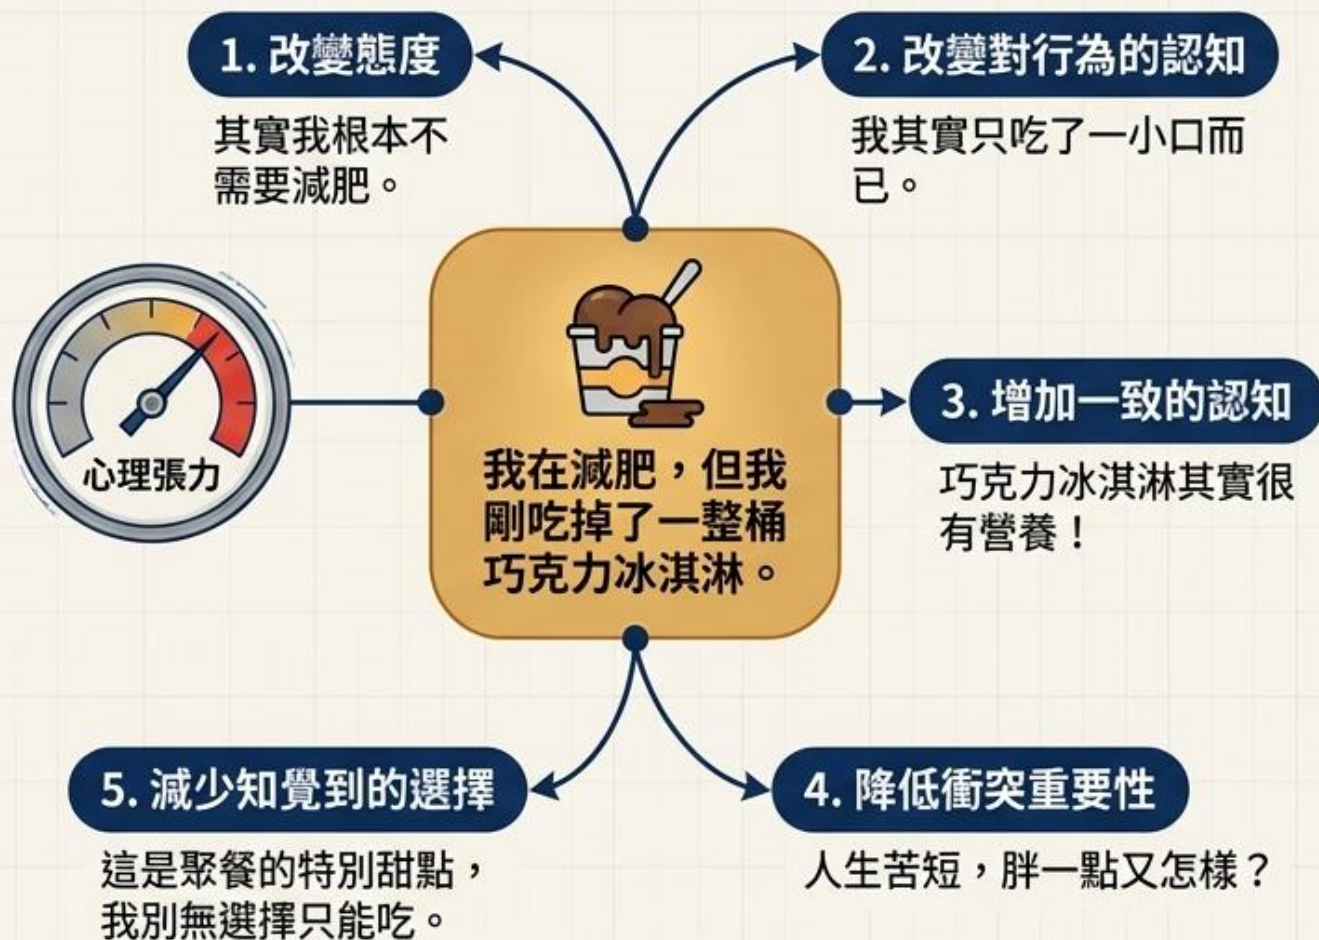 1. 改變態度
其實我根本不
需要減肥。
2. 改變對行為的認知
我其實只吃了一小口而
已。
心理張力
我在減肥，但我
剛吃掉了一整桶
巧克力冰淇淋。
3. 增加一致的認知
巧克力冰淇淋其實很
有營養！
4. 降低衝突重要性
人生苦短，胖一點又怎樣？
5. 減少知覺到的選擇
這是聚餐的特別甜點，
我別無選擇只能吃。